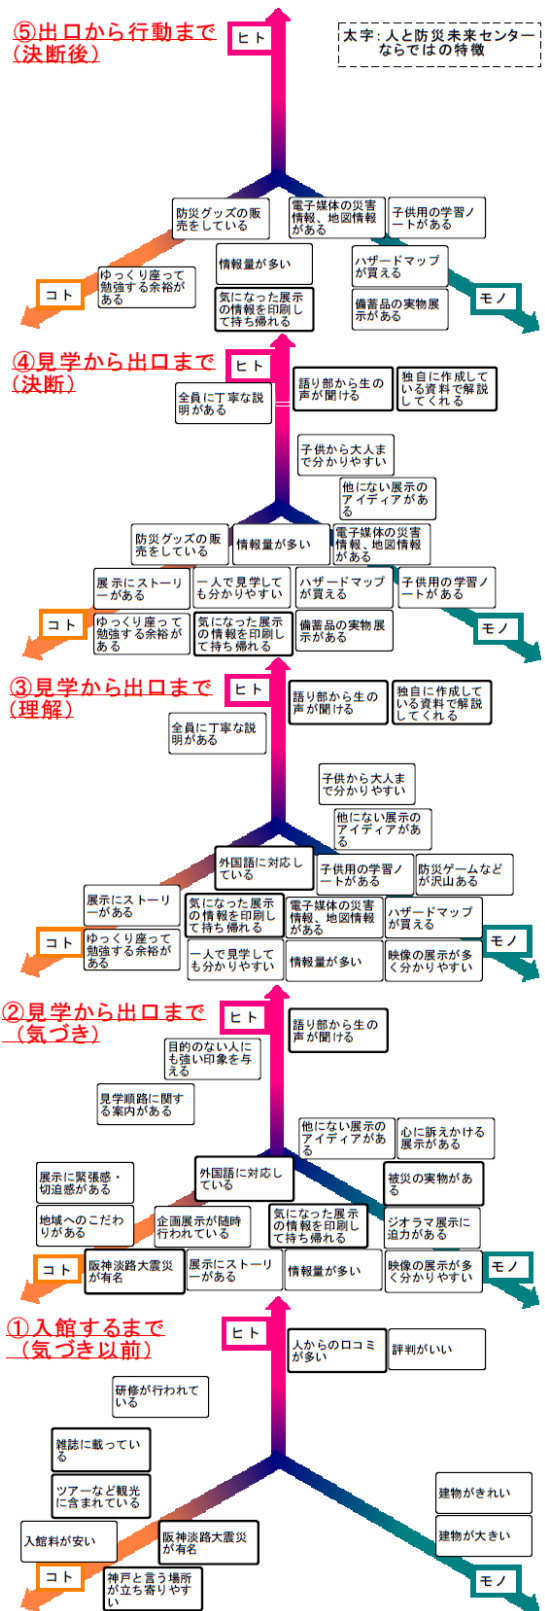 ⑤出口から行動まで
(決断後)
ヒト
太字：人と防災未来センター
ならではの特徴
防災グッズの販
売をしている
電子媒体の災害
情報、地図情報
がある
子供用の学習ノ
ートがある
情報量が多い
ハザードマップ
が買える
ゆっくり座って
勉強する余裕が
ある
気になった展示
の情報を印刷し
て持ち帰れる
備蓄品の実物展
示がある
コト
モノ
④見学から出口まで
(決断)
ヒト
全員に丁寧な説
明がある
語り部から生の
声が聞ける
独自に作成して
いる資料で解説
してくれる
子供から大人ま
で分かりやすい
他にない展示の
アイディアがあ
る
防災グッズの販
売をしている
情報量が多い
電子媒体の災害
情報、地図情報
がある
展示にストーリ
ーがある
一人で見学して
も分かりやすい
ハザードマップ
が買える
子供用の学習ノ
ートがある
コト
ゆっくり座って
勉強する余裕が
ある
気になった展示
の情報を印刷し
て持ち帰れる
備蓄品の実物展
示がある
モノ
③見学から出口まで
(理解)
ヒト
語り部から生の
声が聞ける
独自に作成して
いる資料で解説
してくれる
全員に丁寧な説
明がある
子供から大人ま
で分かりやすい
他にない展示の
アイディアがあ
る
外国語に対応し
ている
子供用の学習ノ
ートがある
防災ゲームなど
が沢山ある
展示にストーリ
ーがある
気になった展示
の情報を印刷し
て持ち帰れる
電子媒体の災害
情報、地図情報
がある
ハザードマップ
が買える
コト
ゆっくり座って
勉強する余裕が
ある
一人で見学して
も分かりやすい
情報量が多い
映像の展示が多
く分かりやすい
モノ
②見学から出口まで
(気づき)
ヒト
語り部から生の
声が聞ける
目的のない人に
も強い印象を与
える
見学順路に関す
る案内がある
他にない展示の
アイディアがあ
る
心に訴えかける
展示がある
展示に緊張感・
切迫感がある
外国語に対応し
ている
被災の実物があ
る
地域へのこだわ
りがある
企画展示が随時
行われている
気になった展示
の情報を印刷し
て持ち帰れる
ジオラマ展示に
迫力がある
コト
阪神淡路大震災
が有名
展示にストーリ
ーがある
情報量が多い
映像の展示が多
く分かりやすい
モノ
①入館するまで
(気づき以前)
ヒト
人からの口コミ
が多い
評判がいい
研修が行われて
いる
雑誌に載ってい
る
ツアーなど観光
に含まれている
建物がきれい
入館料が安い
阪神淡路大震災
が有名
建物が大きい
コト
神戸と言う場所
が立ち寄りやす
い
モノ